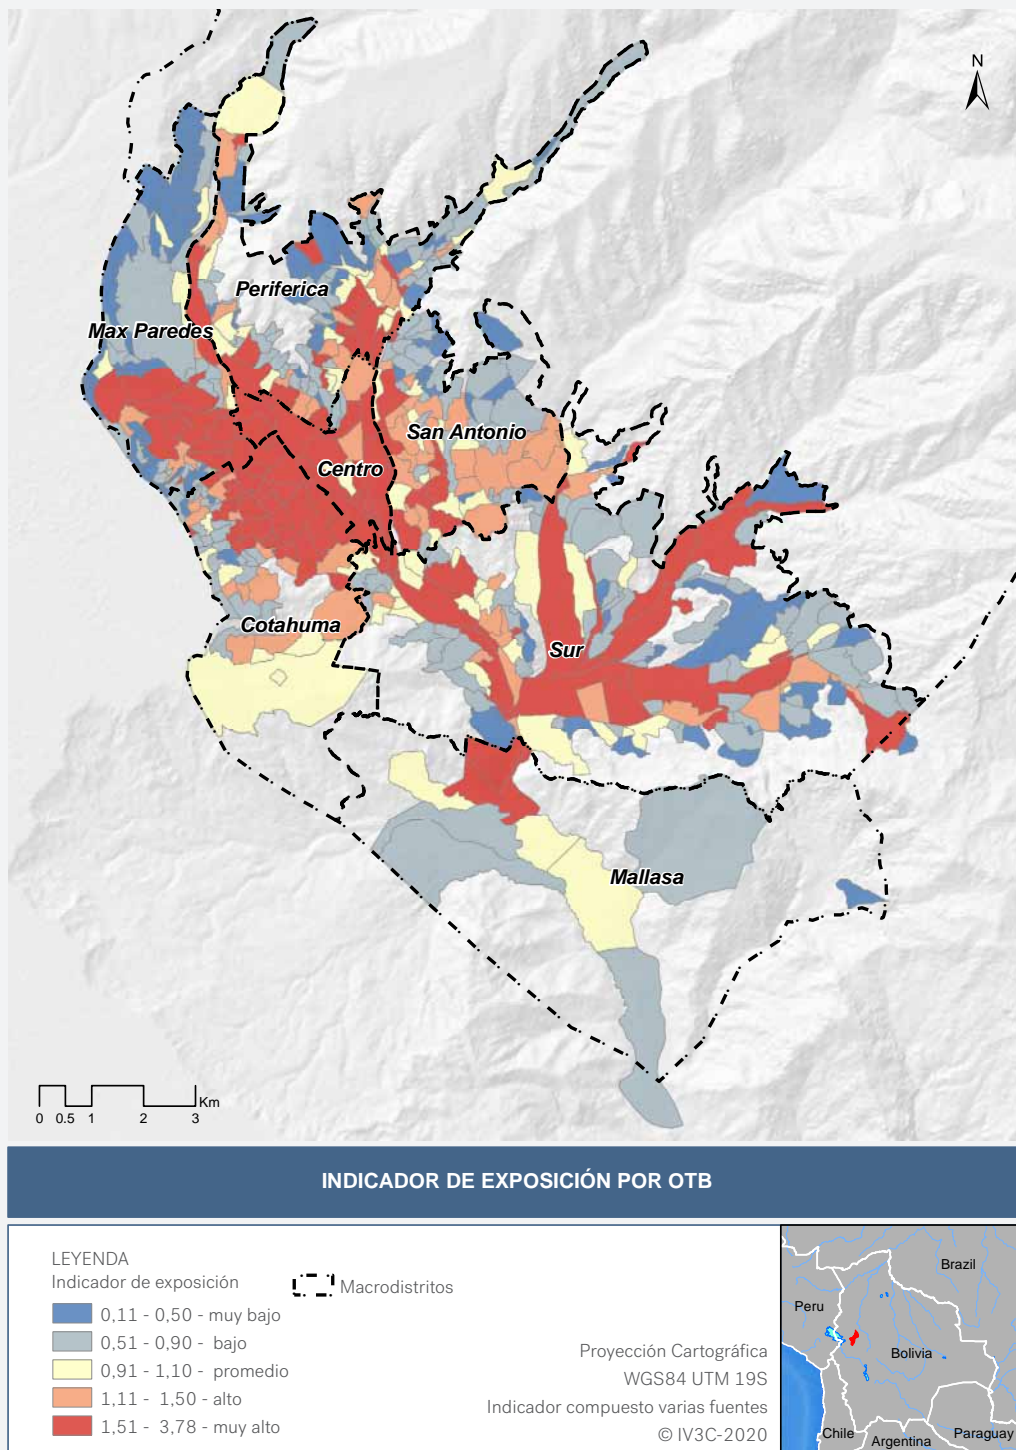 N
Periferica
Max Paredes
San Antonio
Centro
Cotahuma
Sur
Mallasa
Km
0 0.5 1 2 3
INDICADOR DE EXPOSICIÓN POR OTB
LEYENDA
Indicador de exposición
Macrodistritos
0,11 - 0,50 - muy bajo
0,51 - 0,90 - bajo
0,91 - 1,10 - promedio
1,11 - 1,50 - alto
1,51 - 3,78 - muy alto
Proyección Cartográfica
WGS84 UTM 19S
Indicador compuesto varias fuentes
© IV3C-2020
Brazil
Peru
Bolivia
Chile
Paraguay
Argentina